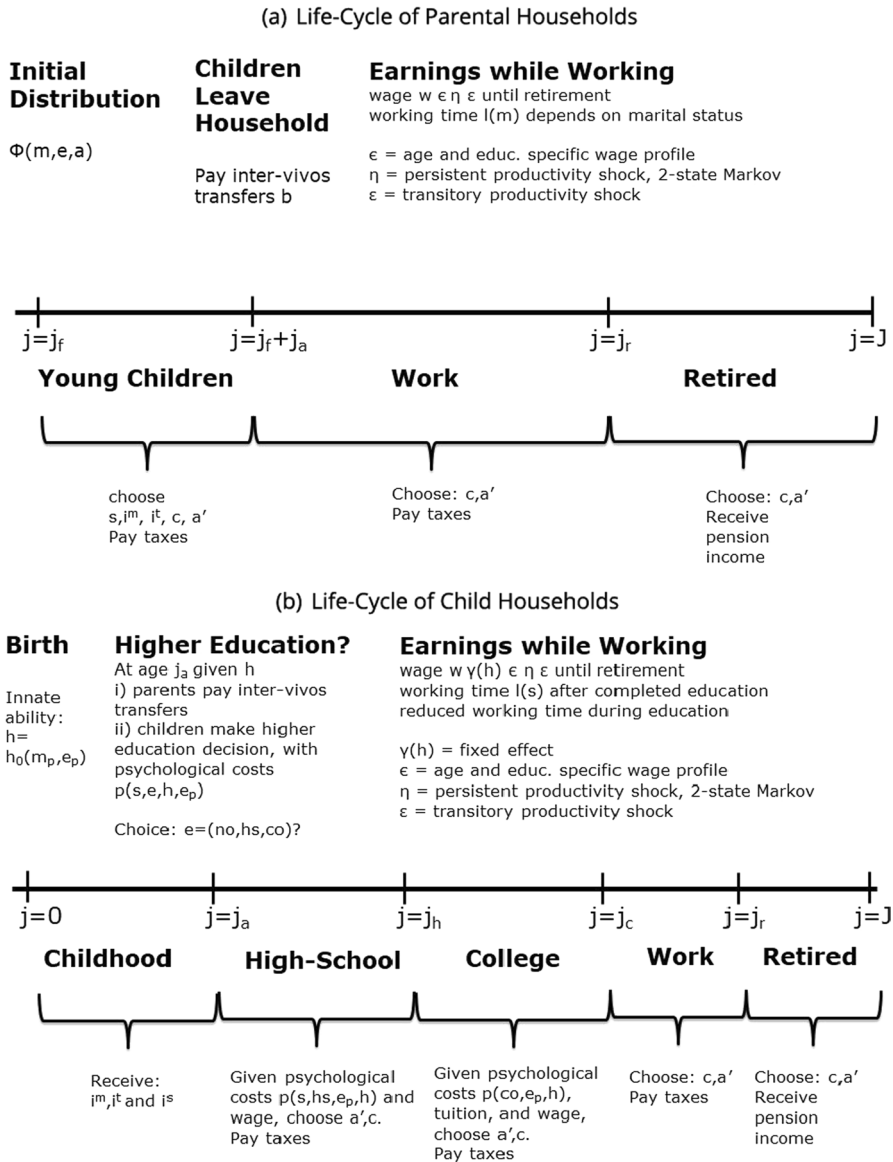 (a) Life-Cycle of Parental Households
Initial
Distribution
Φ(m,e,a)
Children
Leave
Household
Pay inter-vivos
transfers b
Earnings while Working
wage w ϵ η ε until retirement
working time l(m) depends on marital status
ϵ = age and educ. specific wage profile
η = persistent productivity shock, 2-state Markov
ε = transitory productivity shock
j=jf
j=jf+ja
j=jr
j=J
Young Children
Work
Retired
choose
s,iᵐ, iᵗ, c, a′
Pay taxes
Choose: c,a′
Pay taxes
Choose: c,a′
Receive
pension
income
(b) Life-Cycle of Child Households
Birth
Innate
ability:
h=
h₀(mₚ,eₚ)
Higher Education?
At age jₐ given h
i) parents pay inter-vivos
transfers
ii) children make higher
education decision, with
psychological costs
p(s,e,h,eₚ)
Choice: e=(no,hs,co)?
Earnings while Working
wage w γ(h) ϵ η ε until retirement
working time l(s) after completed education
reduced working time during education
γ(h) = fixed effect
ϵ = age and educ. specific wage profile
η = persistent productivity shock, 2-state Markov
ε = transitory productivity shock
j=0
j=ja
j=jh
j=jc
j=jr
j=J
Childhood
High-School
College
Work
Retired
Receive:
iᵐ,iᵗ and iˢ
Given psychological
costs p(s,hs,eₚ,h) and
wage, choose a′,c.
Pay taxes
Given psychological
costs p(co,eₚ,h),
tuition, and wage,
choose a′,c.
Pay taxes
Choose: c,a′
Pay taxes
Choose: c,a′
Receive
pension
income